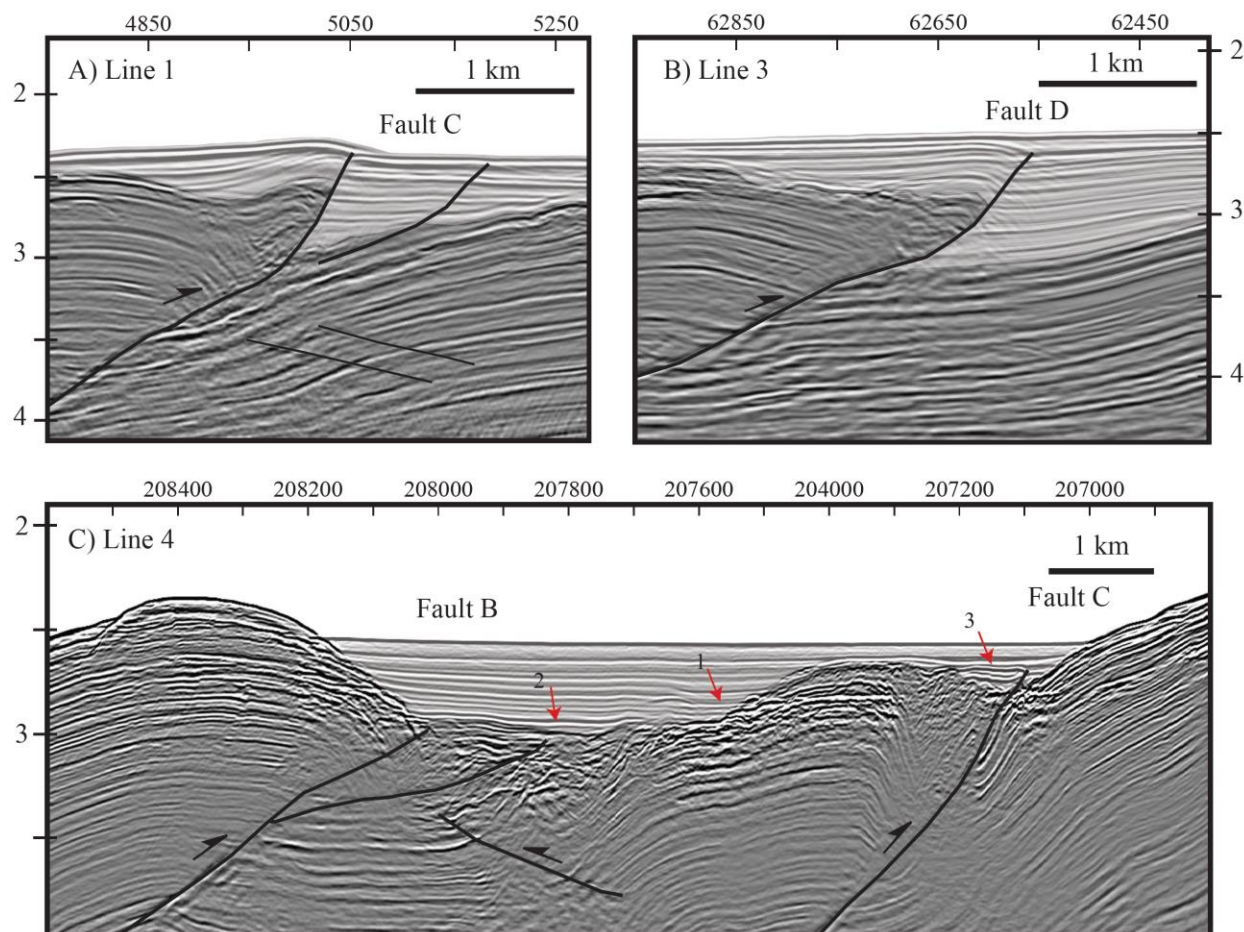 4850 5050 5250
A) Line 1
1 km
Fault C
2
3
4
62850 62650 62450
B) Line 3
1 km
Fault D
2
3
4
208400 208200 208000 207800 207600 204000 207200 207000
C) Line 4
1 km
Fault B
Fault C
2
3
1
2
3